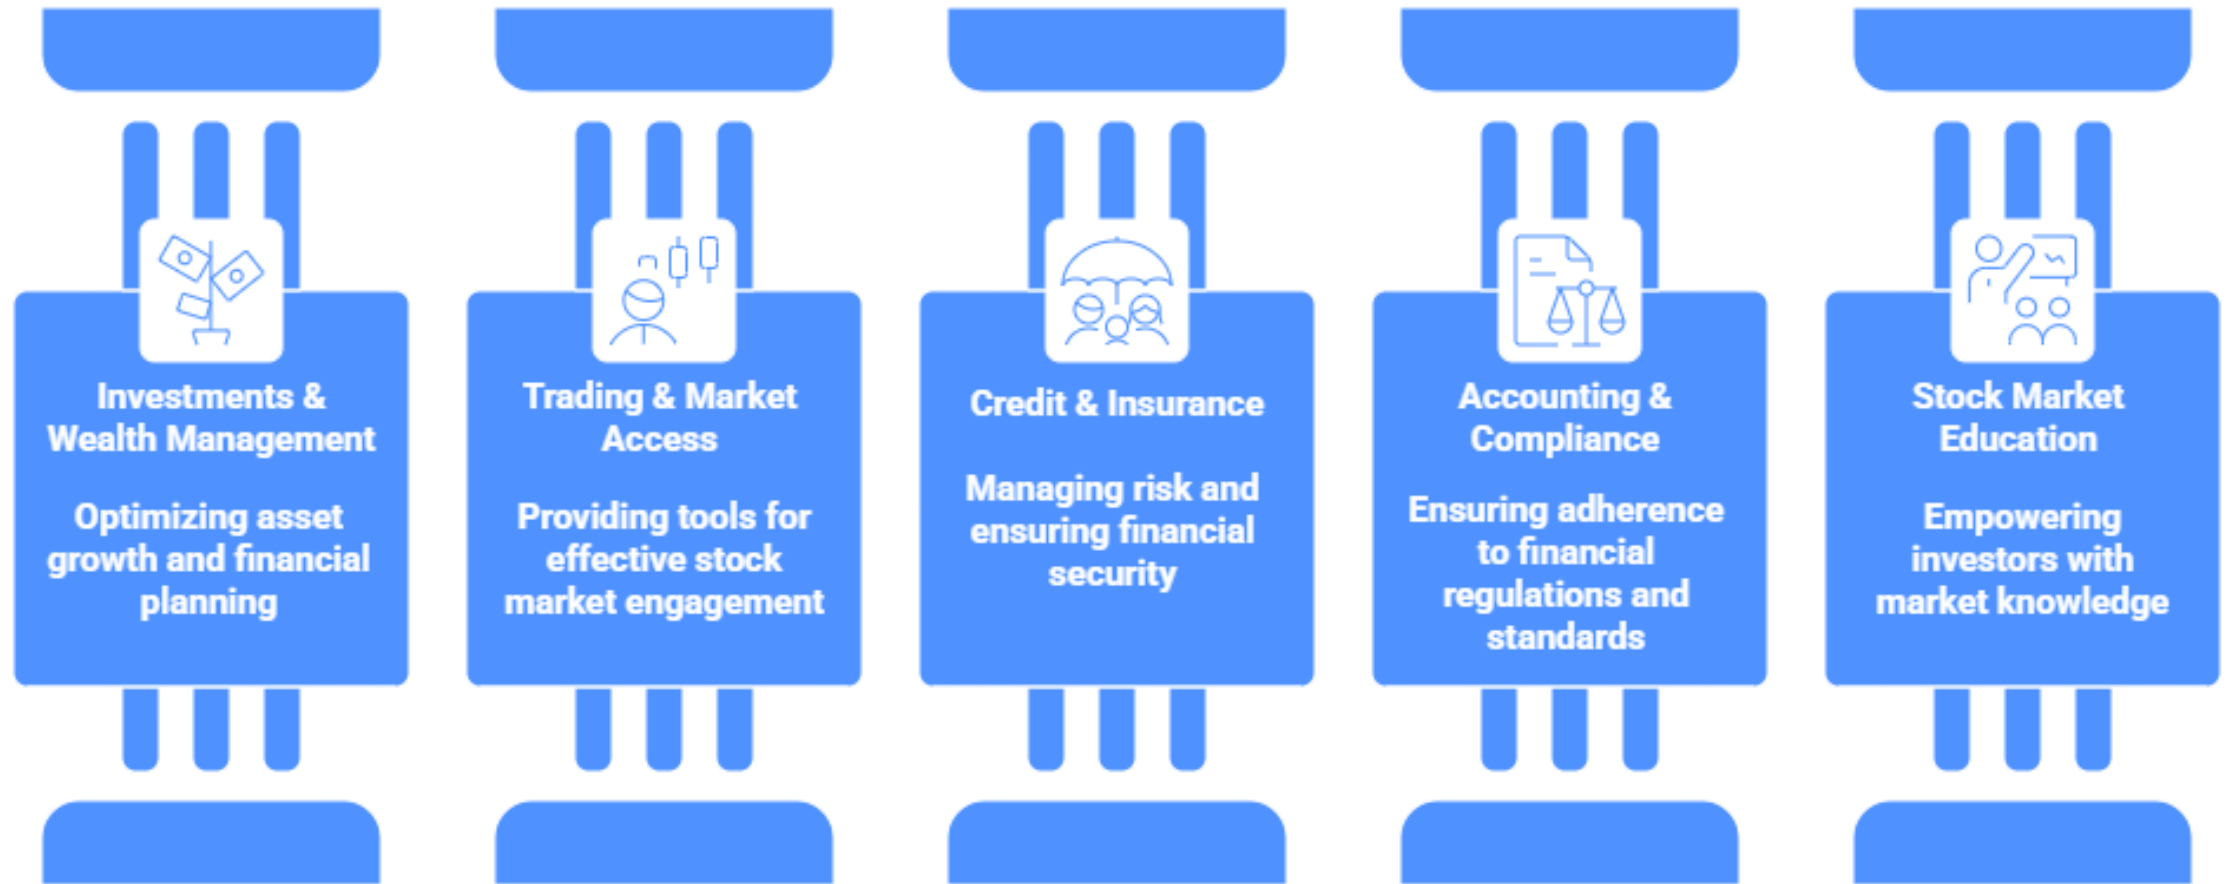 Investments &
Wealth Management
Optimizing asset
growth and financial
planning
Trading & Market
Access
Providing tools for
effective stock
market engagement
Credit & Insurance
Managing risk and
ensuring financial
security
Accounting &
Compliance
Ensuring adherence
to financial
regulations and
standards
Stock Market
Education
Empowering
investors with
market knowledge